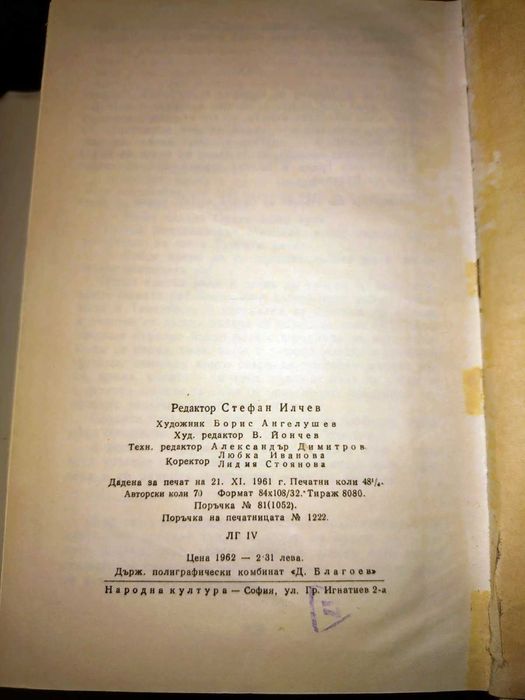 Редактор Стефан Илчев
Художник Борис Ангелушев
Худ. редактор В. Йончев
Техн. редактор Александър Димитров
Коректор Любка Иванова
Лидия Стоянова
Дадена за печат на 21. XI. 1961 г. Печатни коли 48¹/₄.
Авторски коли 70 Формат 84х108/32. Тираж 8080.
Поръчка № 81(1052).
Поръчка на печатницата № 1222.
ЛГ IV
Цена 1962 — 2·31 лева.
Държ. полиграфически комбинат «Д. Благоев»
Народна култура — София, ул. Гр. Игнатиев 2-а